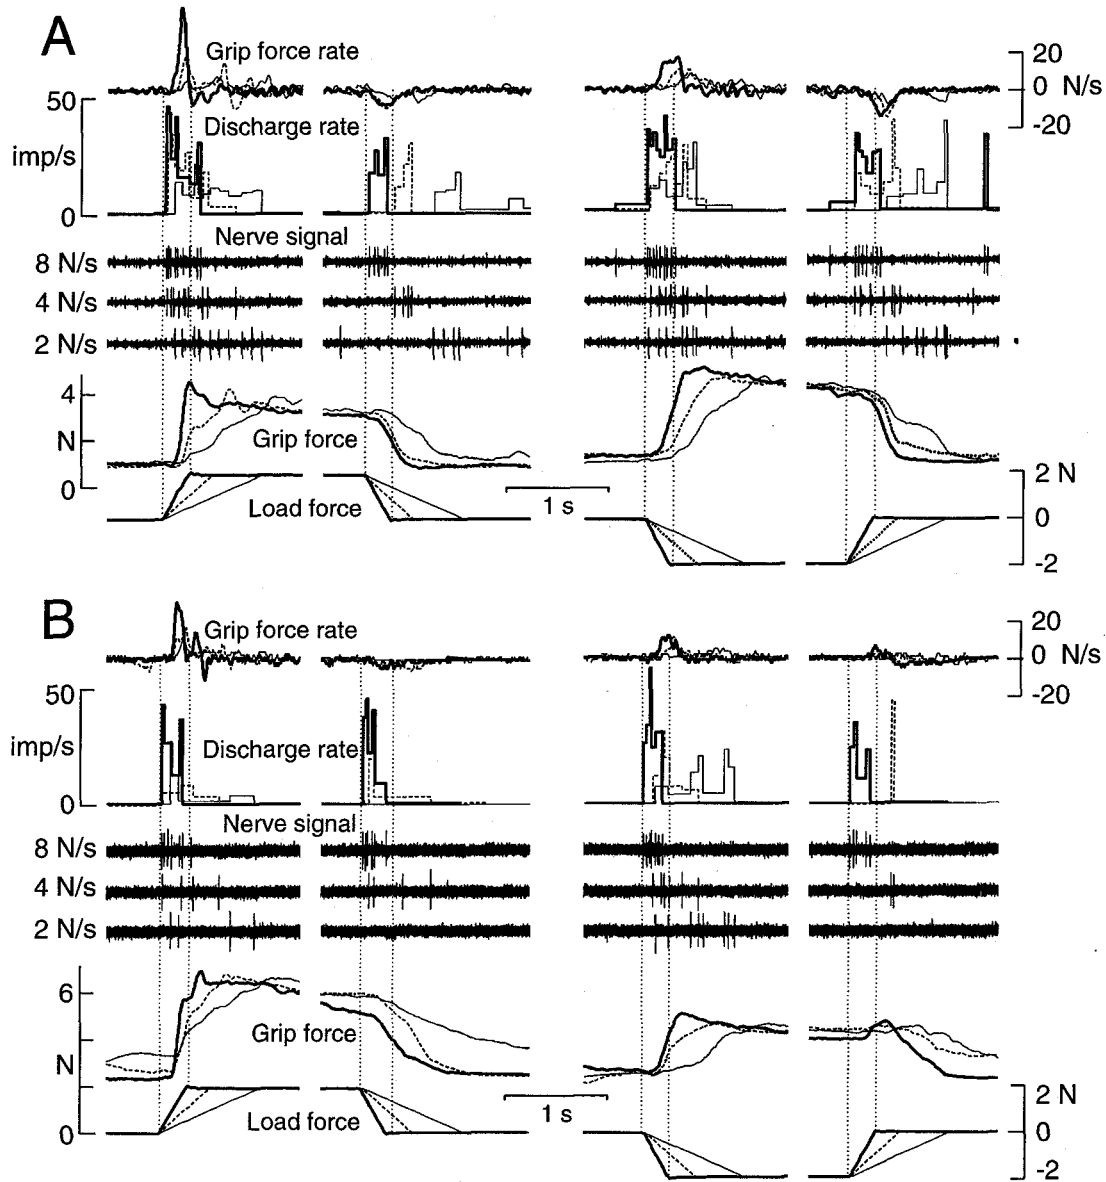 A
Grip force rate
20
0 N/s
-20
50
Discharge rate
imp/s
0
Nerve signal
8 N/s
4 N/s
2 N/s
4
N
Grip force
0
Load force
1 s
2 N
0
-2
B
Grip force rate
20
0 N/s
-20
50
imp/s
Discharge rate
0
Nerve signal
8 N/s
4 N/s
2 N/s
6
Grip force
N
1 s
Load force
0
2 N
0
-2